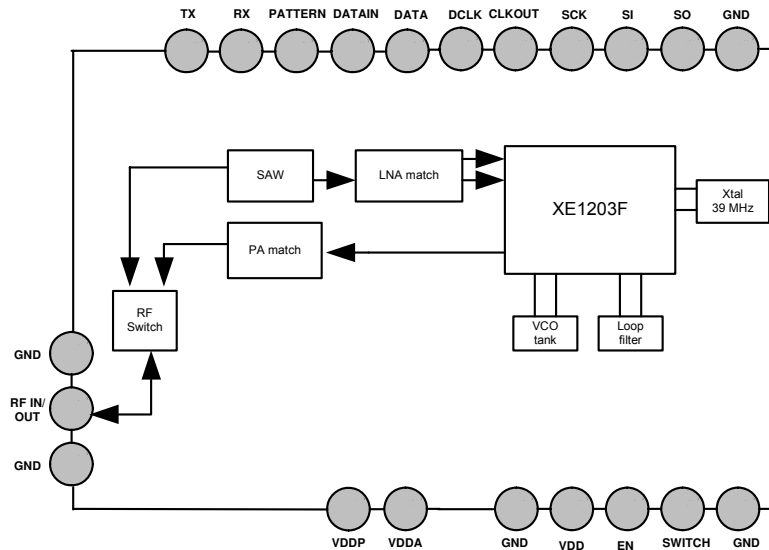 TX RX PATTERN DATAIN DATA DCLK CLKOUT SCK SI SO GND
SAW
LNA match
XE1203F
Xtal
39 MHz
PA match
RF
Switch
VCO
tank
Loop
filter
GND
RF IN/
OUT
GND
VDDP VDDA GND VDD EN SWITCH GND